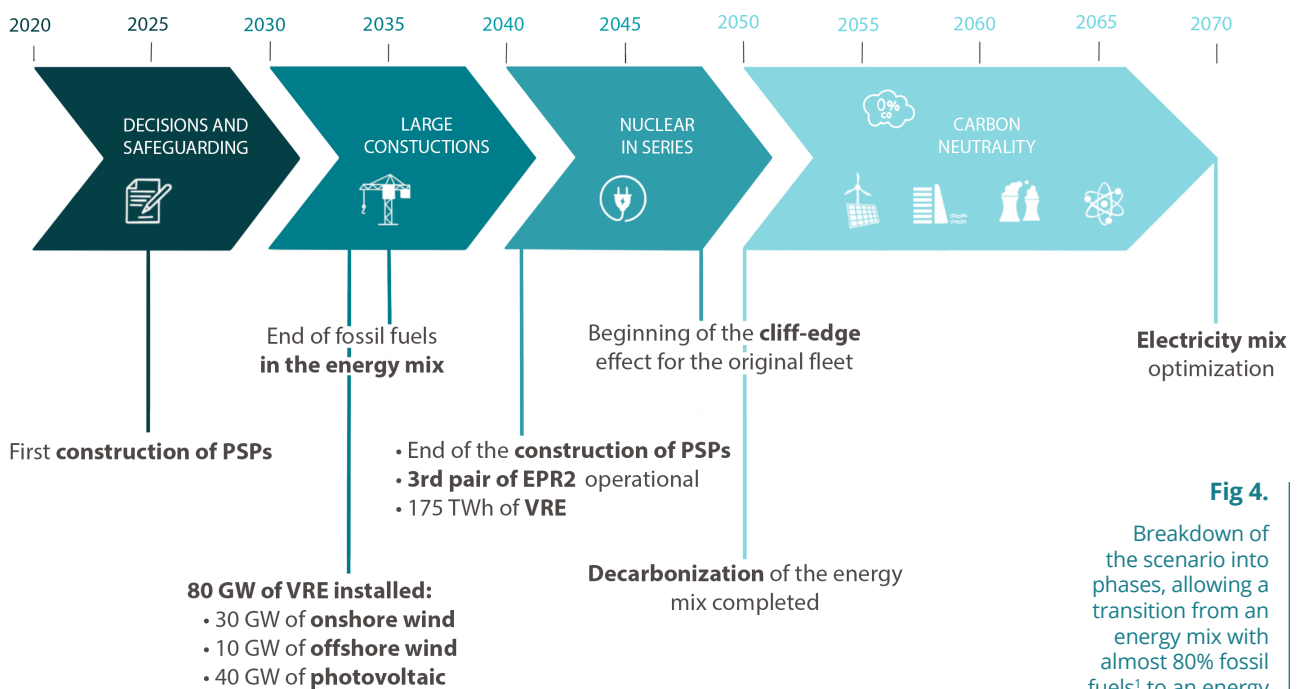 2020 2025 2030 2035 2040 2045 2050 2055 2060 2065 2070
DECISIONS AND
SAFEGUARDING
LARGE
CONSTUCTIONS
NUCLEAR
IN SERIES
0%
CO
CARBON
NEUTRALITY
End of fossil fuels
in the energy mix
Beginning of the cliff-edge
effect for the original fleet
Electricity mix
optimization
First construction of PSPs
• End of the construction of PSPs
• 3rd pair of EPR2 operational
• 175 TWh of VRE
Decarbonization of the energy
mix completed
80 GW of VRE installed:
• 30 GW of onshore wind
• 10 GW of offshore wind
• 40 GW of photovoltaic
Fig 4.
Breakdown of
the scenario into
phases, allowing a
transition from an
energy mix with
almost 80% fossil
fuels¹ to an energy